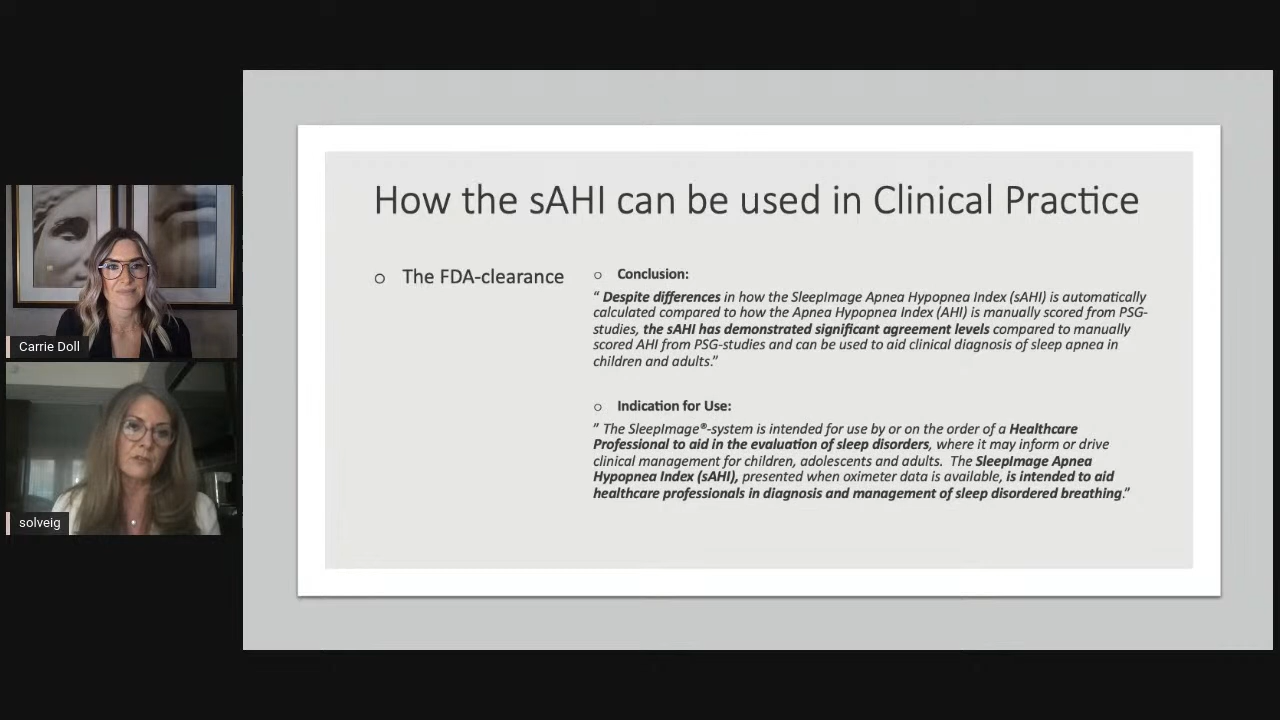 How the sAHI can be used in Clinical Practice
o The FDA-clearance
o Conclusion:
“ Despite differences in how the SleepImage Apnea Hypopnea Index (sAHI) is automatically
calculated compared to how the Apnea Hypopnea Index (AHI) is manually scored from PSG-
studies, the sAHI has demonstrated significant agreement levels compared to manually
scored AHI from PSG-studies and can be used to aid clinical diagnosis of sleep apnea in
children and adults.”
o Indication for Use:
” The SleepImage®-system is intended for use by or on the order of a Healthcare
Professional to aid in the evaluation of sleep disorders, where it may inform or drive
clinical management for children, adolescents and adults. The SleepImage Apnea
Hypopnea Index (sAHI), presented when oximeter data is available, is intended to aid
healthcare professionals in diagnosis and management of sleep disordered breathing.”
Carrie Doll
solveig